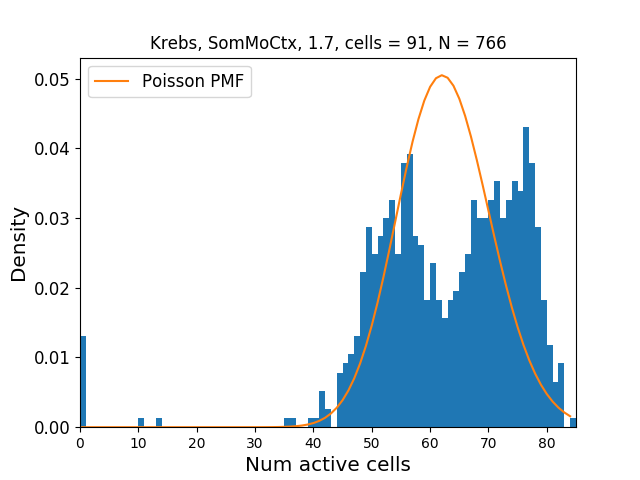 Krebs, SomMoCtx, 1.7, cells = 91, N = 766
Poisson PMF
Density
0.05
0.04
0.03
0.02
0.01
0.00
0 10 20 30 40 50 60 70 80
Num active cells